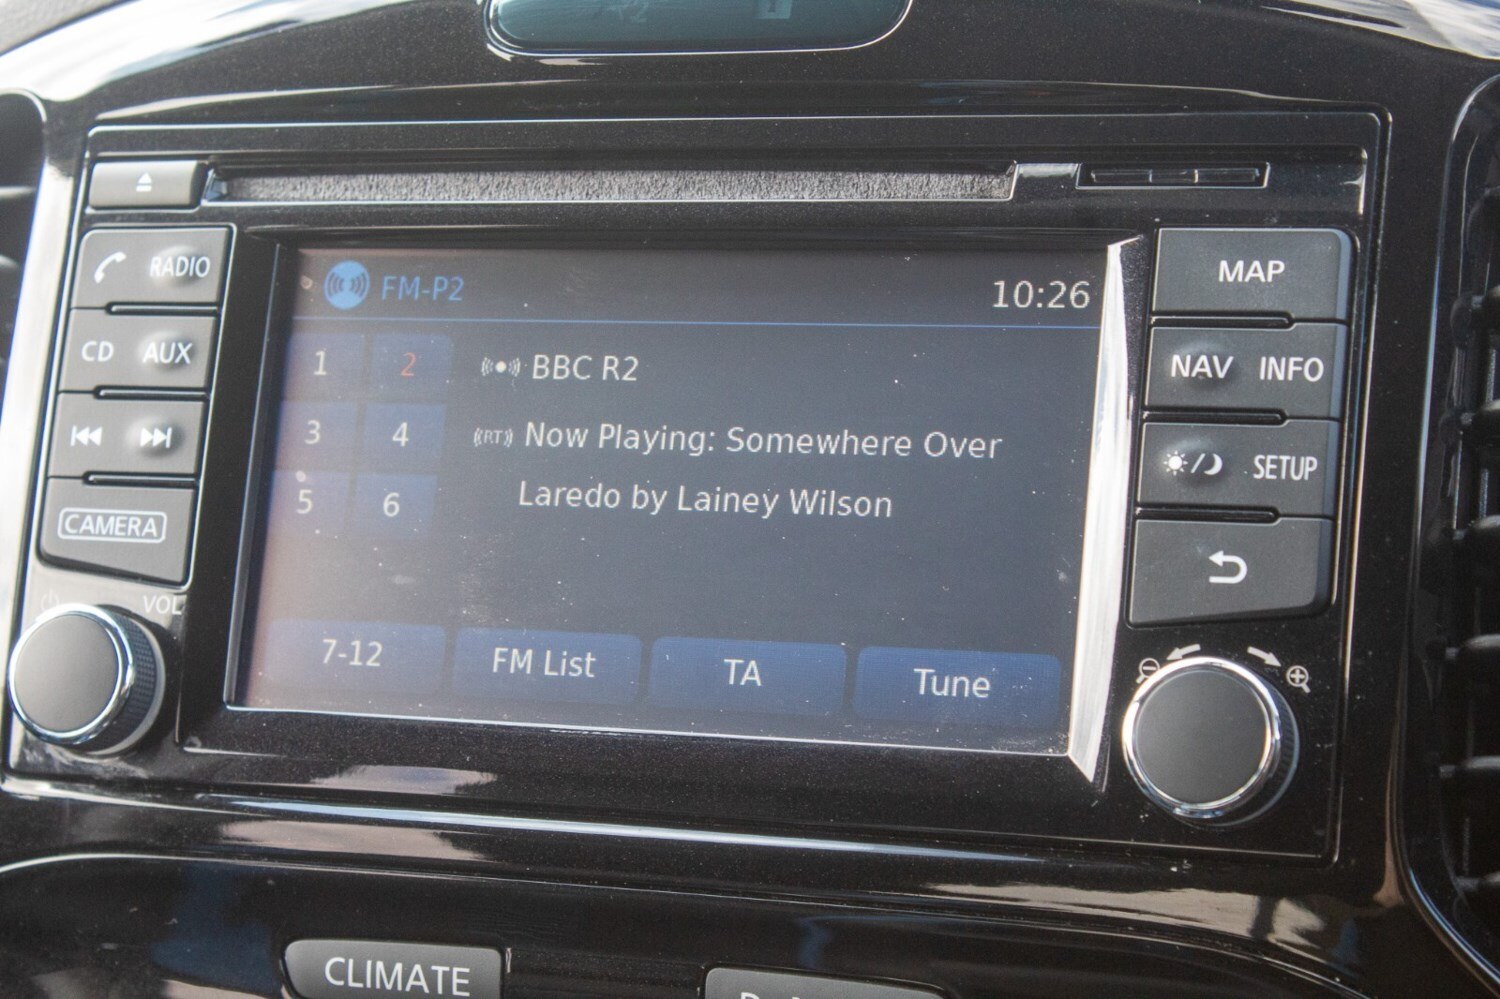 RADIO
CD AUX
CAMERA
VOL
FM-P2
10:26
1 2
3 4
5 6
BBC R2
RT Now Playing: Somewhere Over
Laredo by Lainey Wilson
7-12 FM List TA Tune
MAP
NAV INFO
SETUP
CLIMATE